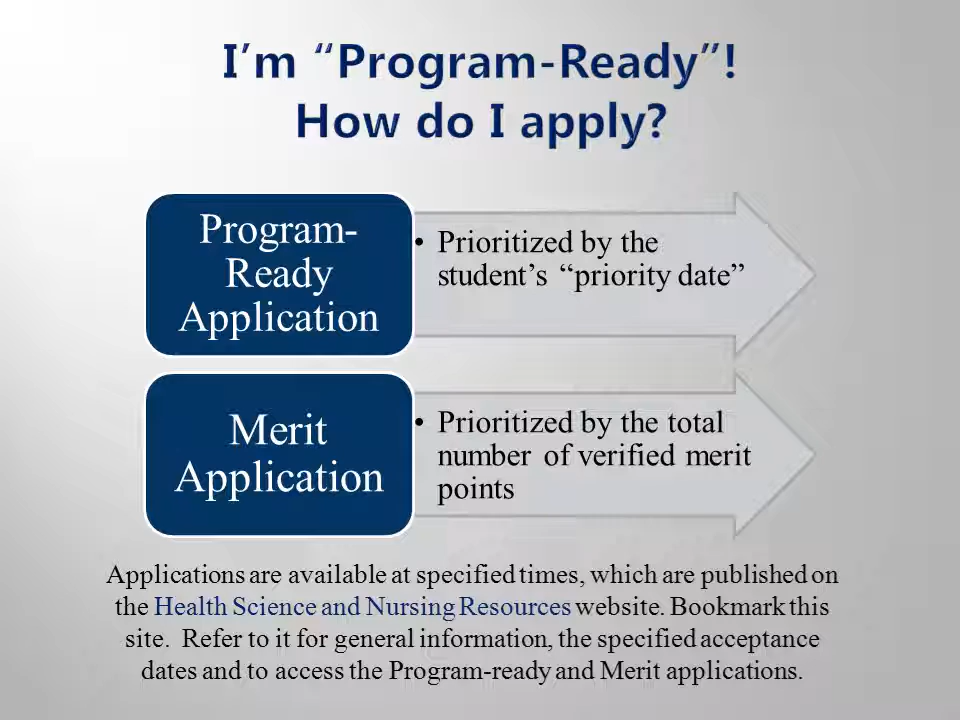 I’m “Program-Ready”!
How do I apply?
Program-
Ready
Application
• Prioritized by the
student’s “priority date”
Merit
Application
• Prioritized by the total
number of verified merit
points
Applications are available at specified times, which are published on
the Health Science and Nursing Resources website. Bookmark this
site. Refer to it for general information, the specified acceptance
dates and to access the Program-ready and Merit applications.